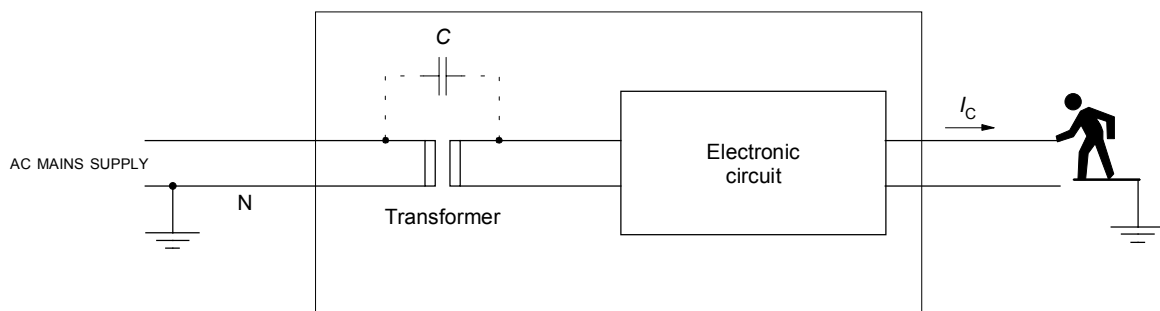 C
I_C
AC MAINS SUPPLY
Electronic
circuit
N
Transformer